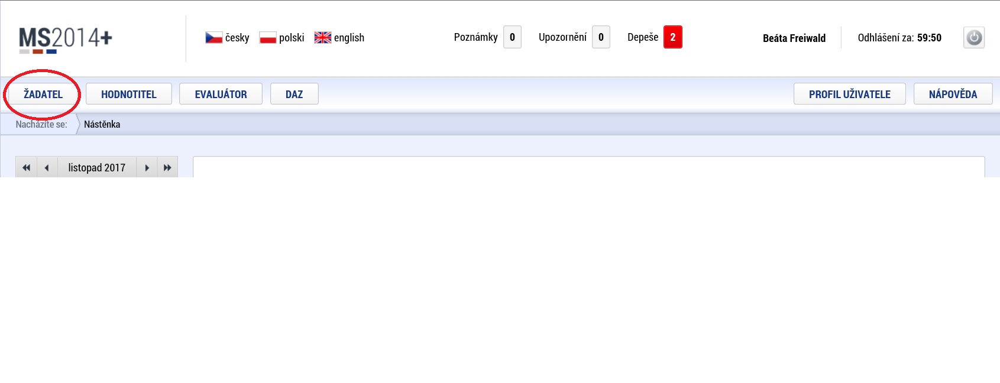 MS2014+
česky polski english
Poznámky 0 Upozornění 0 Depeše 2
Beáta Freiwald
Odhlášení za: 59:50
ŽADATEL HODNOTITEL EVALUÁTOR DAZ PROFIL UŽIVATELE NÁPOVĚDA
Nacházíte se: Nástěnka
listopad 2017